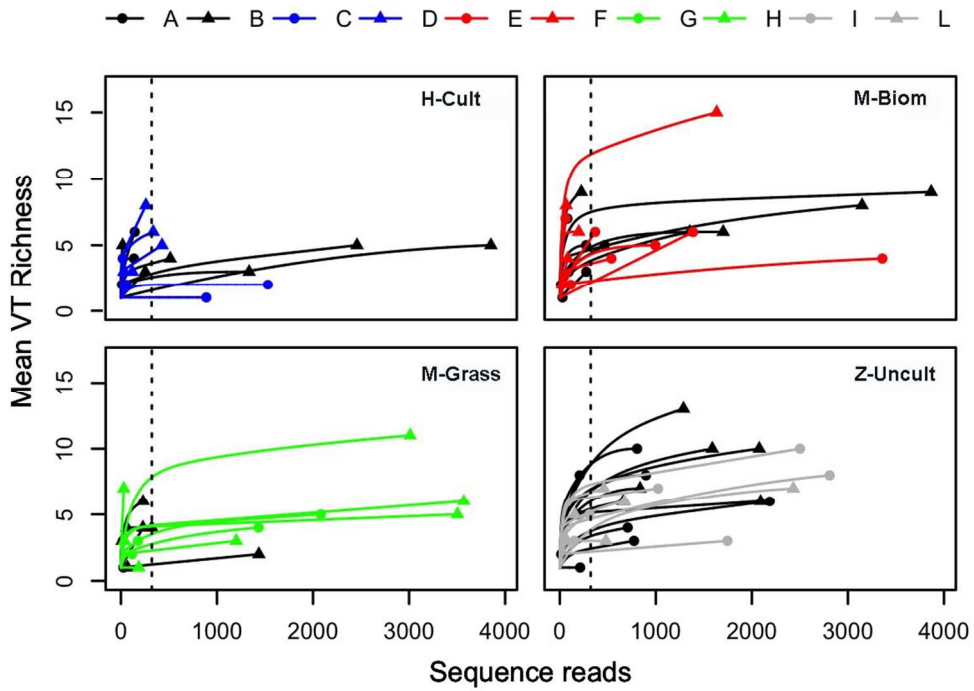 A B C D E F G H I L
H-Cult M-Biom
15
10
5
0
M-Grass Z-Uncult
15
10
5
0
0 1000 2000 3000 4000 0 1000 2000 3000 4000
Mean VT Richness
Sequence reads